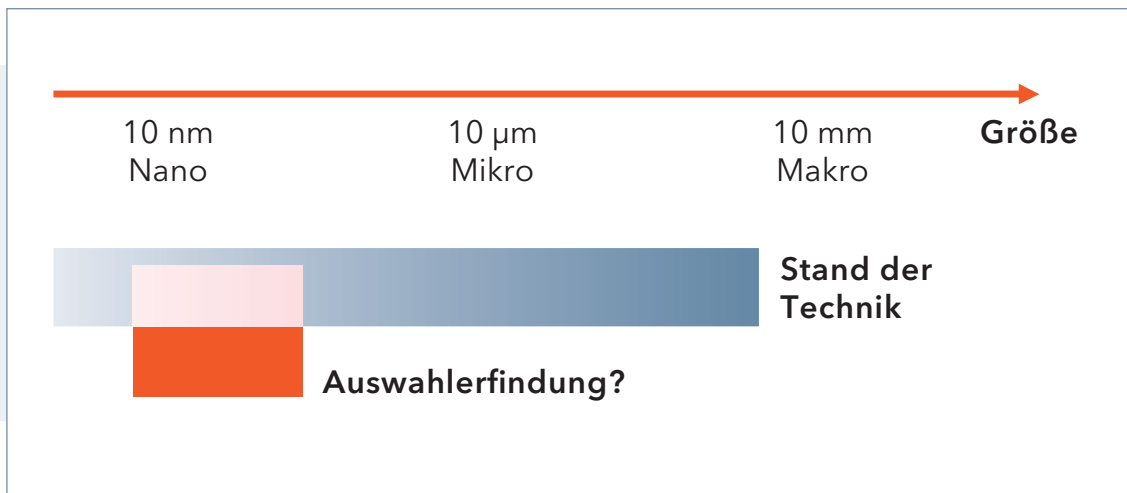 10 nm
Nano
10 µm
Mikro
10 mm
Makro
Größe
Stand der
Technik
Auswahlerfindung?